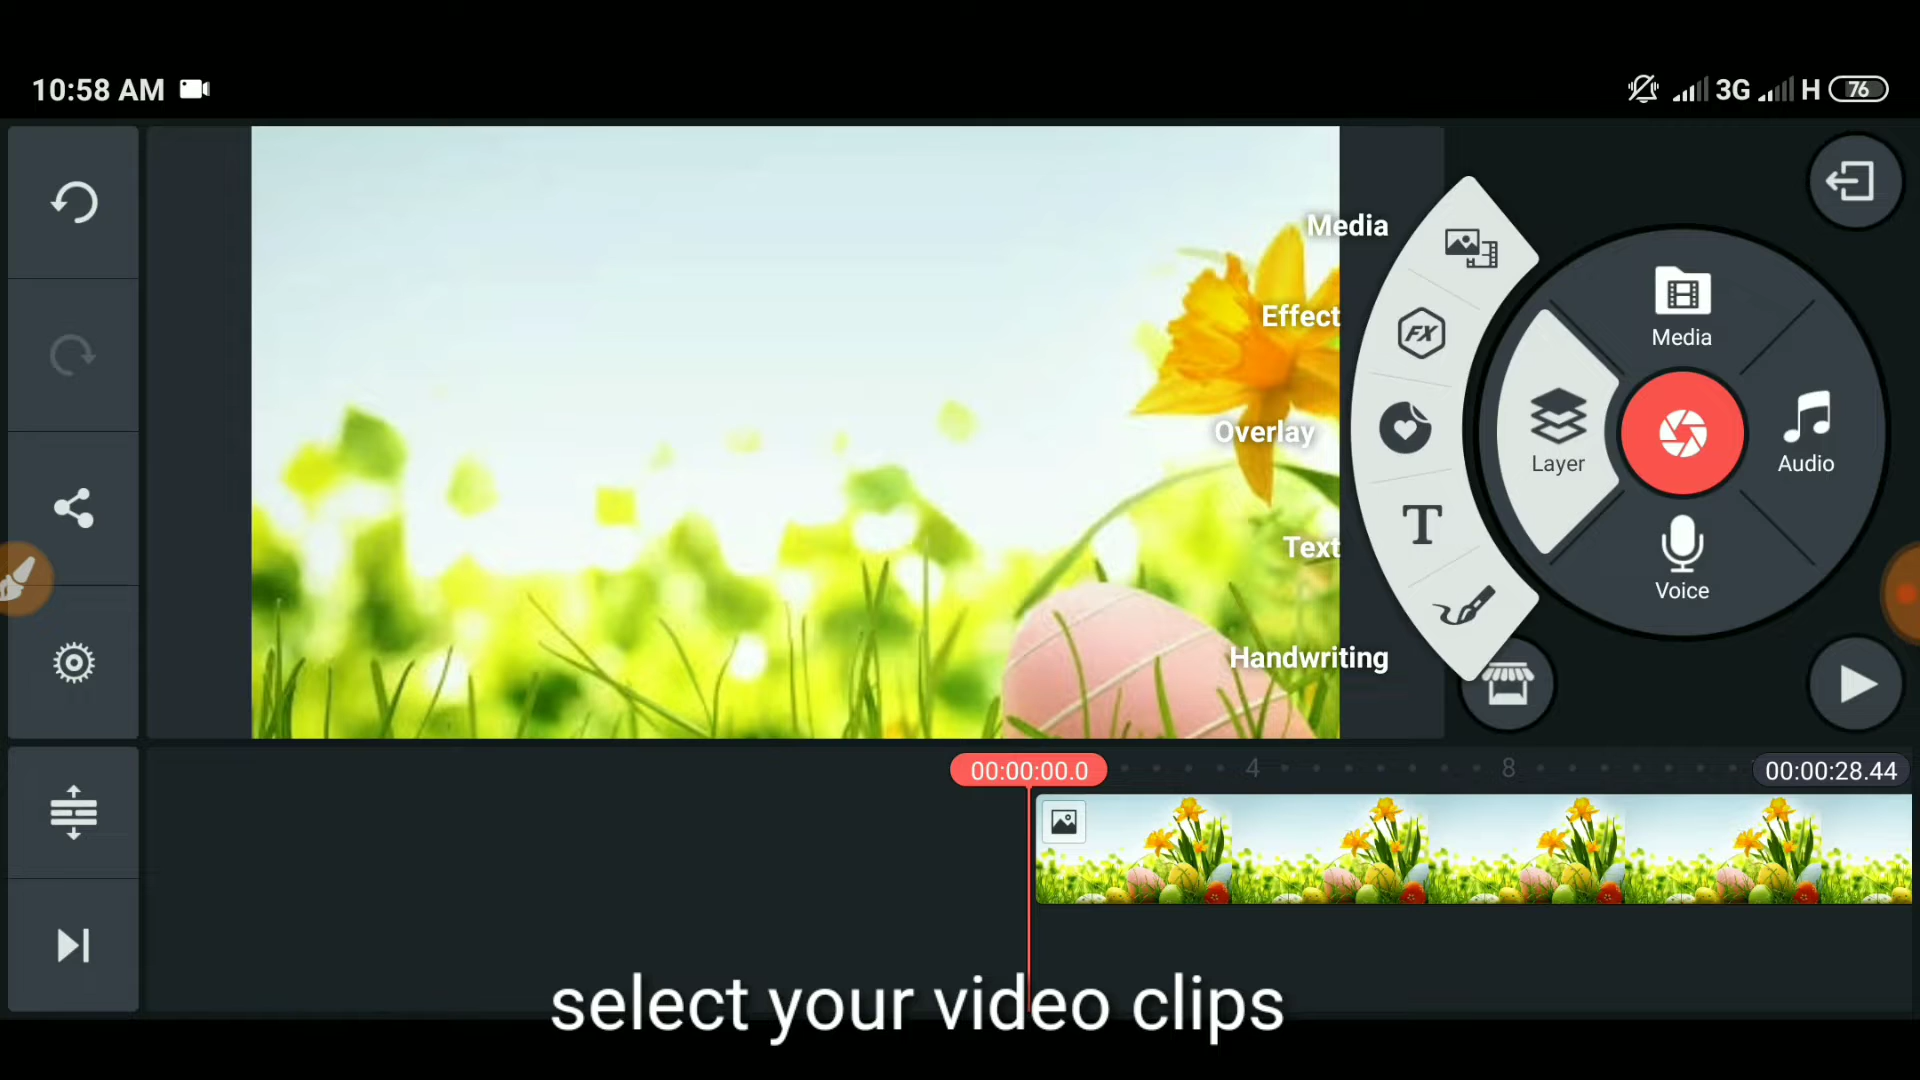 10:58 AM
3G H 76
Media
Effect
Overlay
Text
Handwriting
FX
T
Media
Layer
Audio
Voice
00:00:00.0
4
8
00:00:28.44
select your video clips